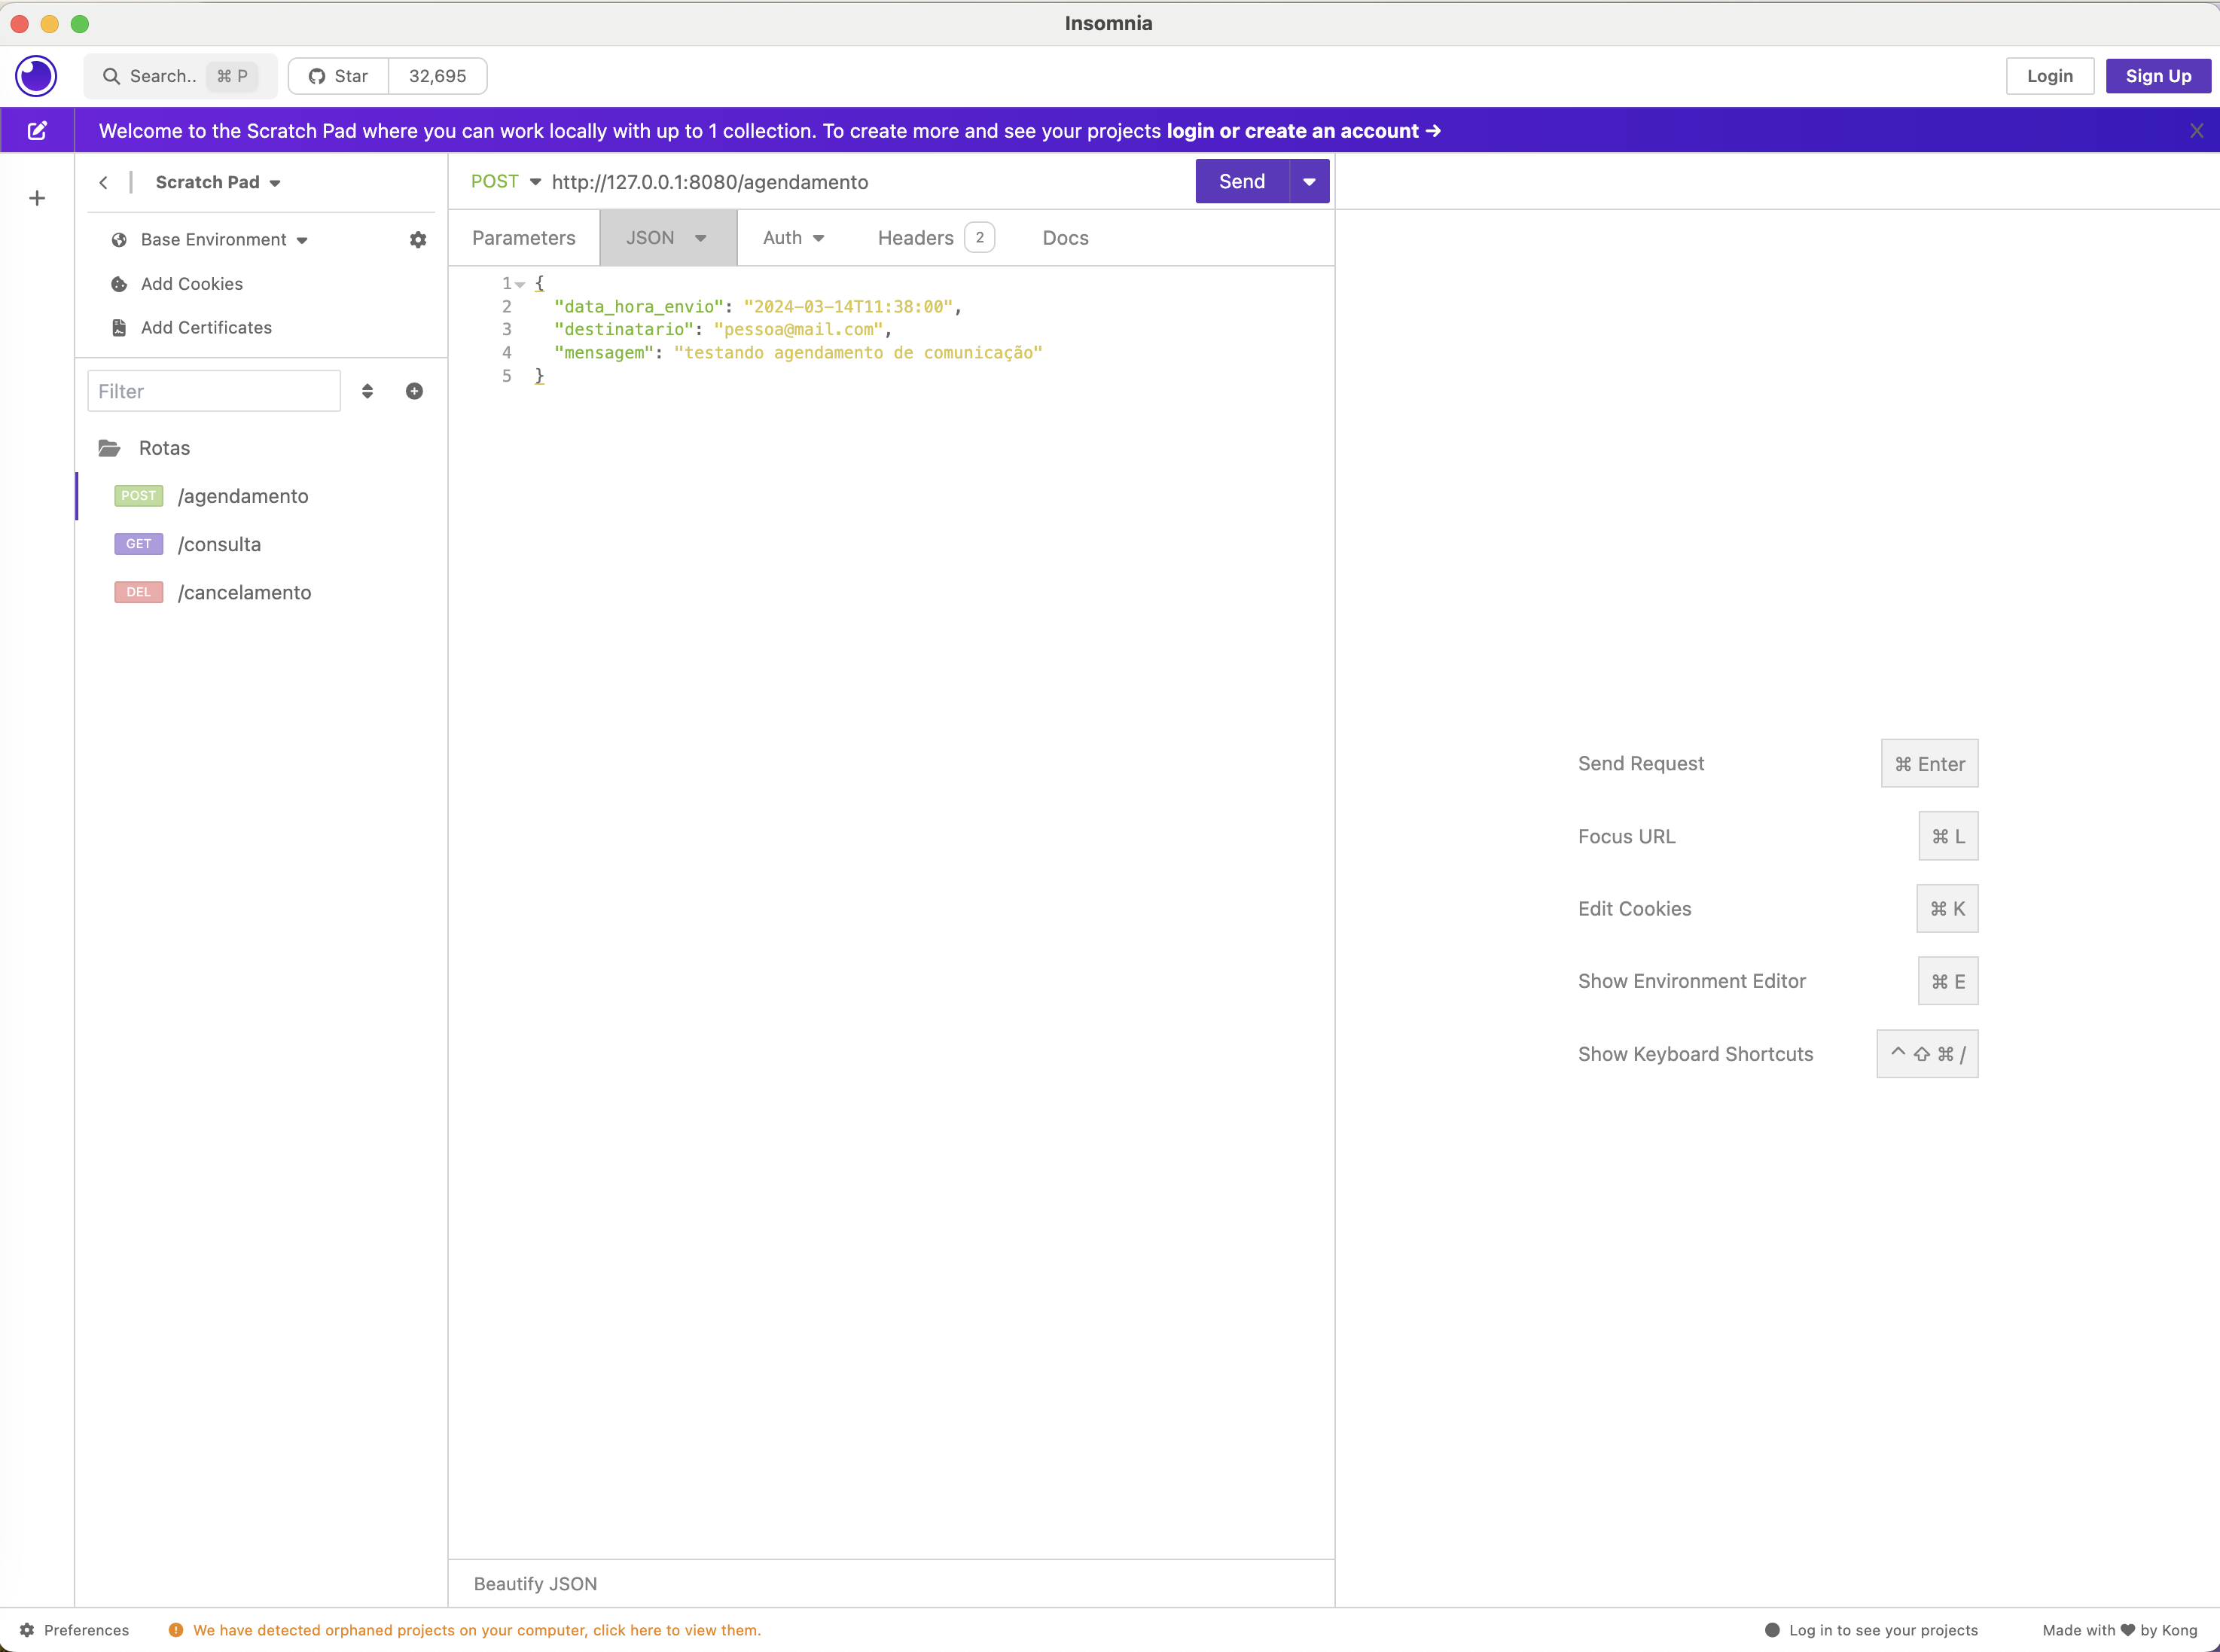 Insomnia
Search.. ⌘ P Star 32,695 Login Sign Up
Welcome to the Scratch Pad where you can work locally with up to 1 collection. To create more and see your projects login or create an account → X
Scratch Pad
Base Environment
Add Cookies
Add Certificates
Filter
Rotas
POST /agendamento
GET /consulta
DEL /cancelamento
POST http://127.0.0.1:8080/agendamento Send
Parameters JSON Auth Headers 2 Docs
1 {
2 "data_hora_envio": "2024-03-14T11:38:00",
3 "destinatario": "pessoa@mail.com",
4 "mensagem": "testando agendamento de comunicação"
5 }
Beautify JSON
Send Request ⌘ Enter
Focus URL ⌘ L
Edit Cookies ⌘ K
Show Environment Editor ⌘ E
Show Keyboard Shortcuts ^ ⇧ ⌘ /
Preferences We have detected orphaned projects on your computer, click here to view them. Log in to see your projects Made with ♥ by Kong